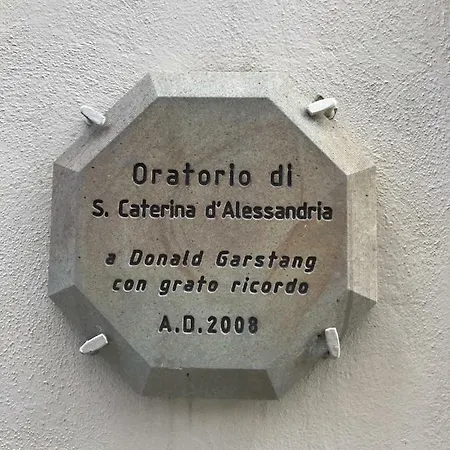 Oratorio di
S. Caterina d'Alessandria
a Donald Garstang
con grato ricordo
A.D.2008